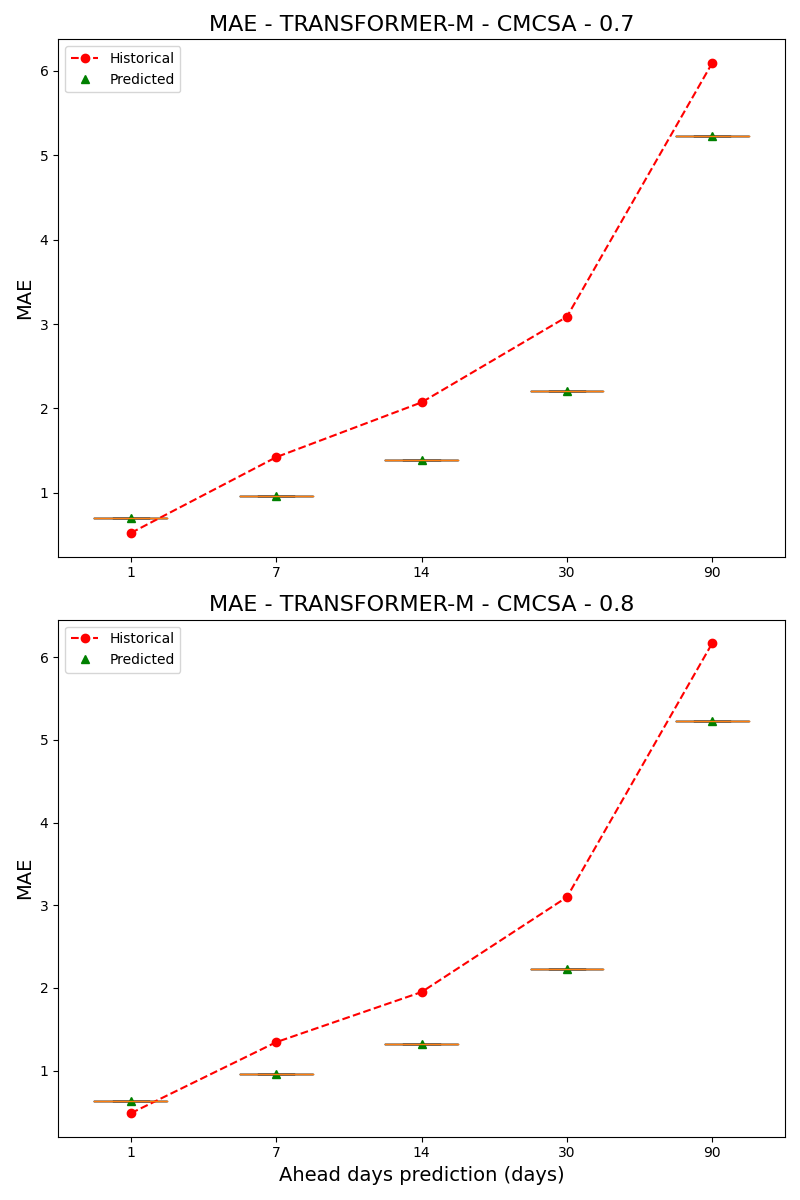 MAE - TRANSFORMER-M - CMCSA - 0.7
Historical
Predicted
MAE
6
5
4
3
2
1
1 7 14 30 90
MAE - TRANSFORMER-M - CMCSA - 0.8
Historical
Predicted
MAE
6
5
4
3
2
1
1 7 14 30 90
Ahead days prediction (days)